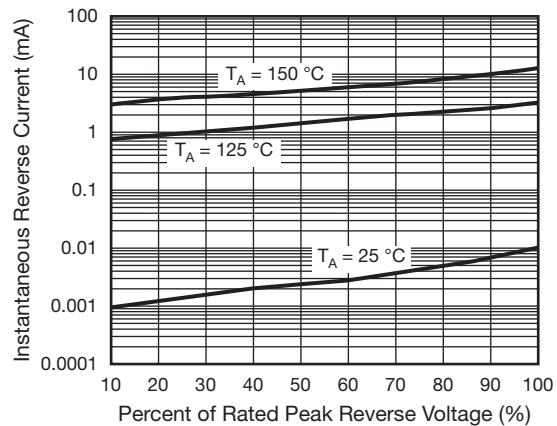 Instantaneous Reverse Current (mA)
100
10
1
0.1
0.01
0.001
0.0001
T_A = 150 °C
T_A = 125 °C
T_A = 25 °C
10 20 30 40 50 60 70 80 90 100
Percent of Rated Peak Reverse Voltage (%)